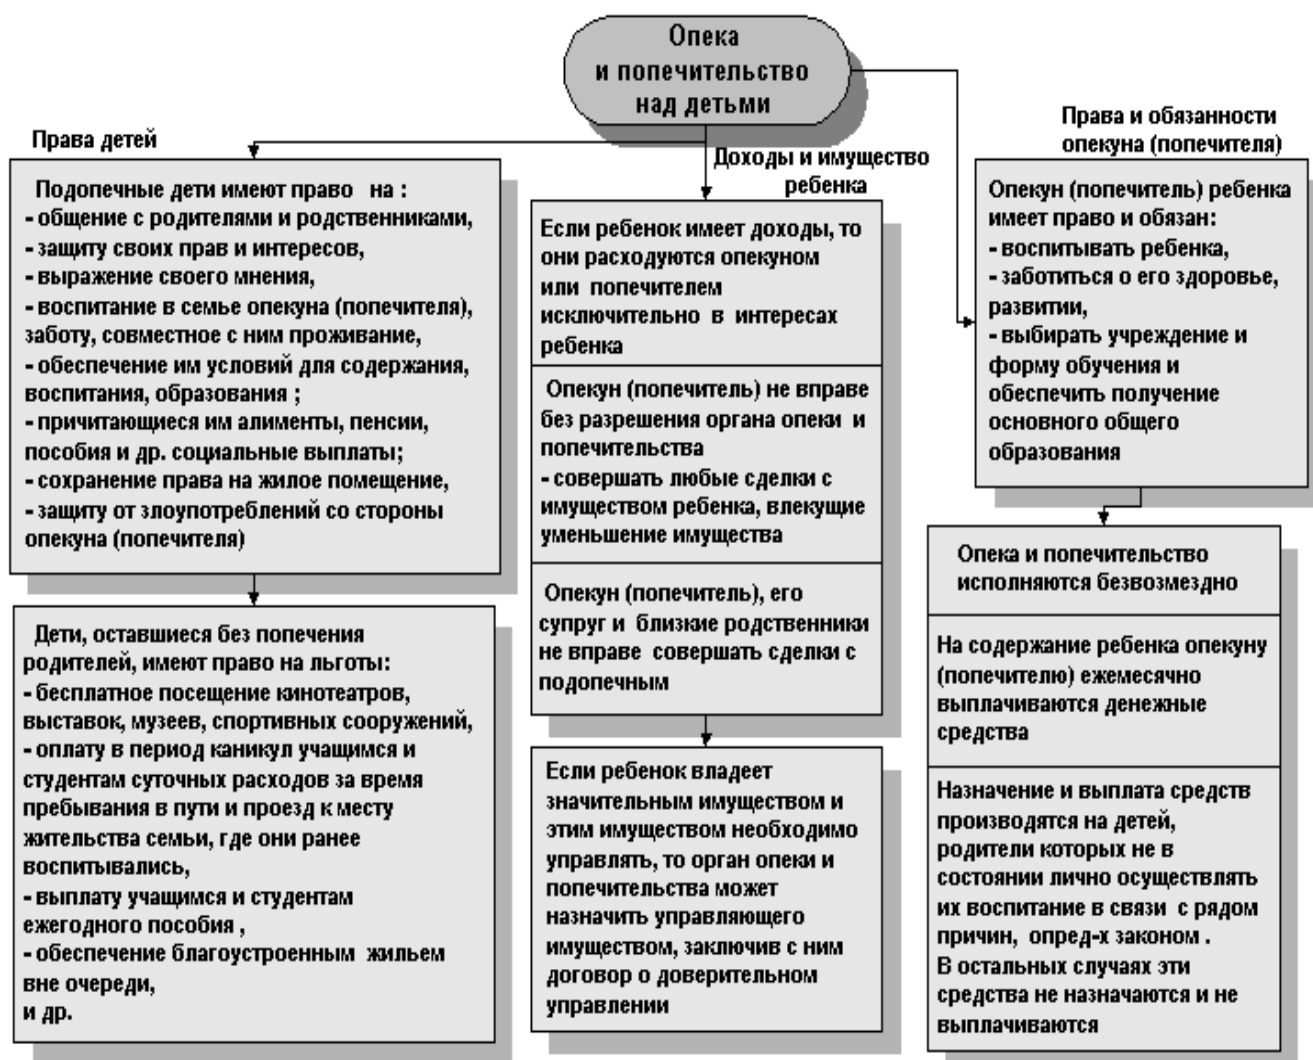 Опека
и попечительство
над детьми
Права детей
Подопечные дети имеют право на :
- общение с родителями и родственниками,
- защиту своих прав и интересов,
- выражение своего мнения,
- воспитание в семье опекуна (попечителя),
заботу, совместное с ним проживание,
- обеспечение им условий для содержания,
воспитания, образования ;
- причитающиеся им алименты, пенсии,
пособия и др. социальные выплаты;
- сохранение права на жилое помещение,
- защиту от злоупотреблений со стороны
опекуна (попечителя)
Дети, оставшиеся без попечения
родителей, имеют право на льготы:
- бесплатное посещение кинотеатров,
выставок, музеев, спортивных сооружений,
- оплату в период каникул учащимся и
студентам суточных расходов за время
пребывания в пути и проезд к месту
жительства семьи, где они ранее
воспитывались,
- выплату учащимся и студентам
ежегодного пособия ,
- обеспечение благоустроенным жильем
вне очереди,
и др.
Доходы и имущество
ребенка
Если ребенок имеет доходы, то
они расходуются опекуном
или попечителем
исключительно в интересах
ребенка
Опекун (попечитель) не вправе
без разрешения органа опеки и
попечительства
- совершать любые сделки с
имуществом ребенка, влекущие
уменьшение имущества
Опекун (попечитель), его
супруг и близкие родственники
не вправе совершать сделки с
подопечным
Если ребенок владеет
значительным имуществом и
этим имуществом необходимо
управлять, то орган опеки и
попечительства может
назначить управляющего
имуществом, заключив с ним
договор о доверительном
управлении
Права и обязанности
опекуна (попечителя)
Опекун (попечитель) ребенка
имеет право и обязан:
- воспитывать ребенка,
- заботиться о его здоровье,
развитии,
- выбирать учреждение и
форму обучения и
обеспечить получение
основного общего
образования
Опека и попечительство
исполняются безвозмездно
На содержание ребенка опекуну
(попечителю) ежемесячно
выплачиваются денежные
средства
Назначение и выплата средств
производятся на детей,
родители которых не в
состоянии лично осуществлять
их воспитание в связи с рядом
причин, опред-х законом .
В остальных случаях эти
средства не назначаются и не
выплачиваются